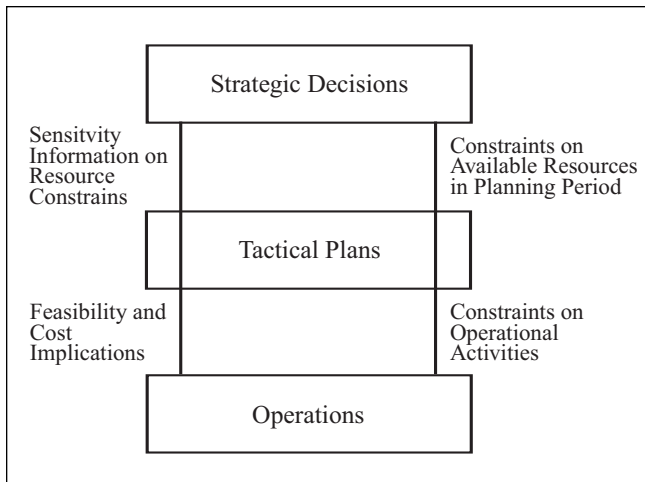 Strategic Decisions
Sensitvity
Information on
Resource
Constrains
Constraints on
Available Resources
in Planning Period
Tactical Plans
Feasibility and
Cost
Implications
Constraints on
Operational
Activities
Operations